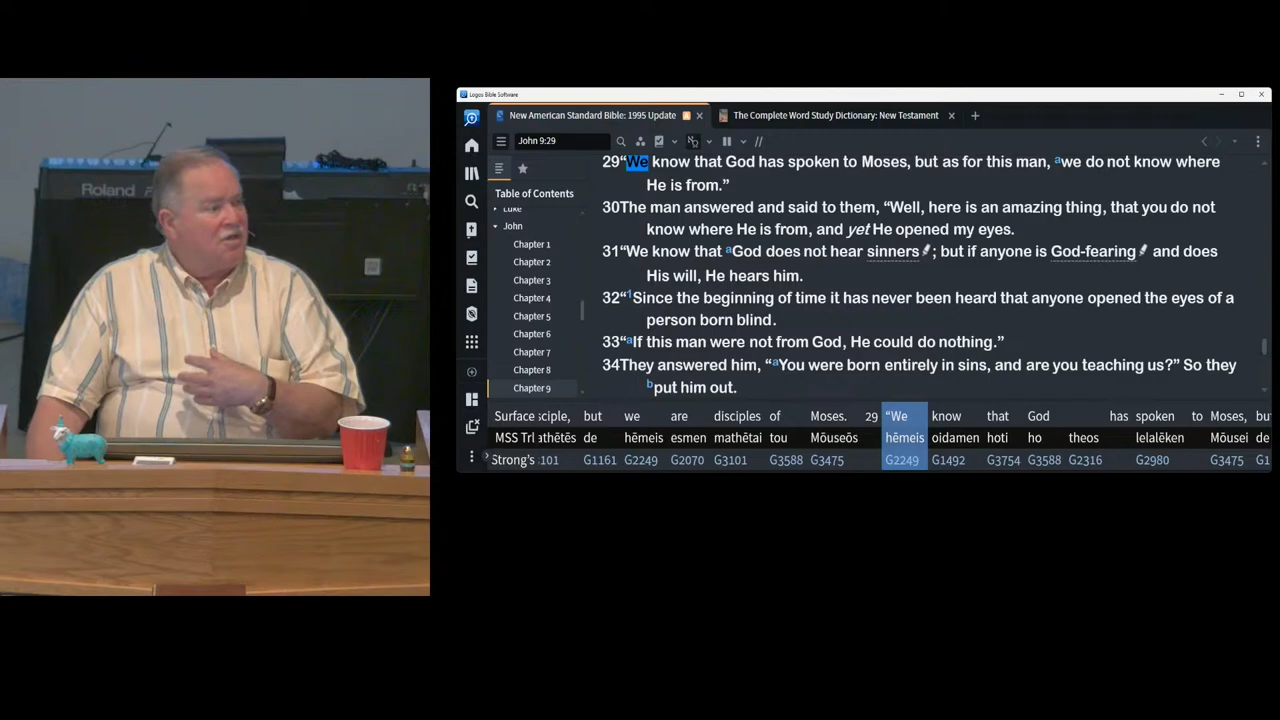 Roland
Logos Bible Software
New American Standard Bible: 1995 Update
The Complete Word Study Dictionary: New Testament
John 9:29
Table of Contents
Luke
John
Chapter 1
Chapter 2
Chapter 3
Chapter 4
Chapter 5
Chapter 6
Chapter 7
Chapter 8
Chapter 9
29“We know that God has spoken to Moses, but as for this man, awe do not know where
He is from.”
30The man answered and said to them, “Well, here is an amazing thing, that you do not
know where He is from, and yet He opened my eyes.
31“We know that aGod does not hear sinners; but if anyone is God-fearing and does
His will, He hears him.
32“1Since the beginning of time it has never been heard that anyone opened the eyes of a
person born blind.
33“aIf this man were not from God, He could do nothing.”
34They answered him, “aYou were born entirely in sins, and are you teaching us?” So they
bput him out.
Surface :ciple, but we are disciples of Moses. 29 “We know that God has spoken to Moses, bu
MSS Trl athētēs de hēmeis esmen mathētai tou Mōuseōs hēmeis oidamen hoti ho theos lelalēken Mōusei de
Strong's :101 G1161 G2249 G2070 G3101 G3588 G3475 G2249 G1492 G3754 G3588 G2316 G2980 G3475 G1